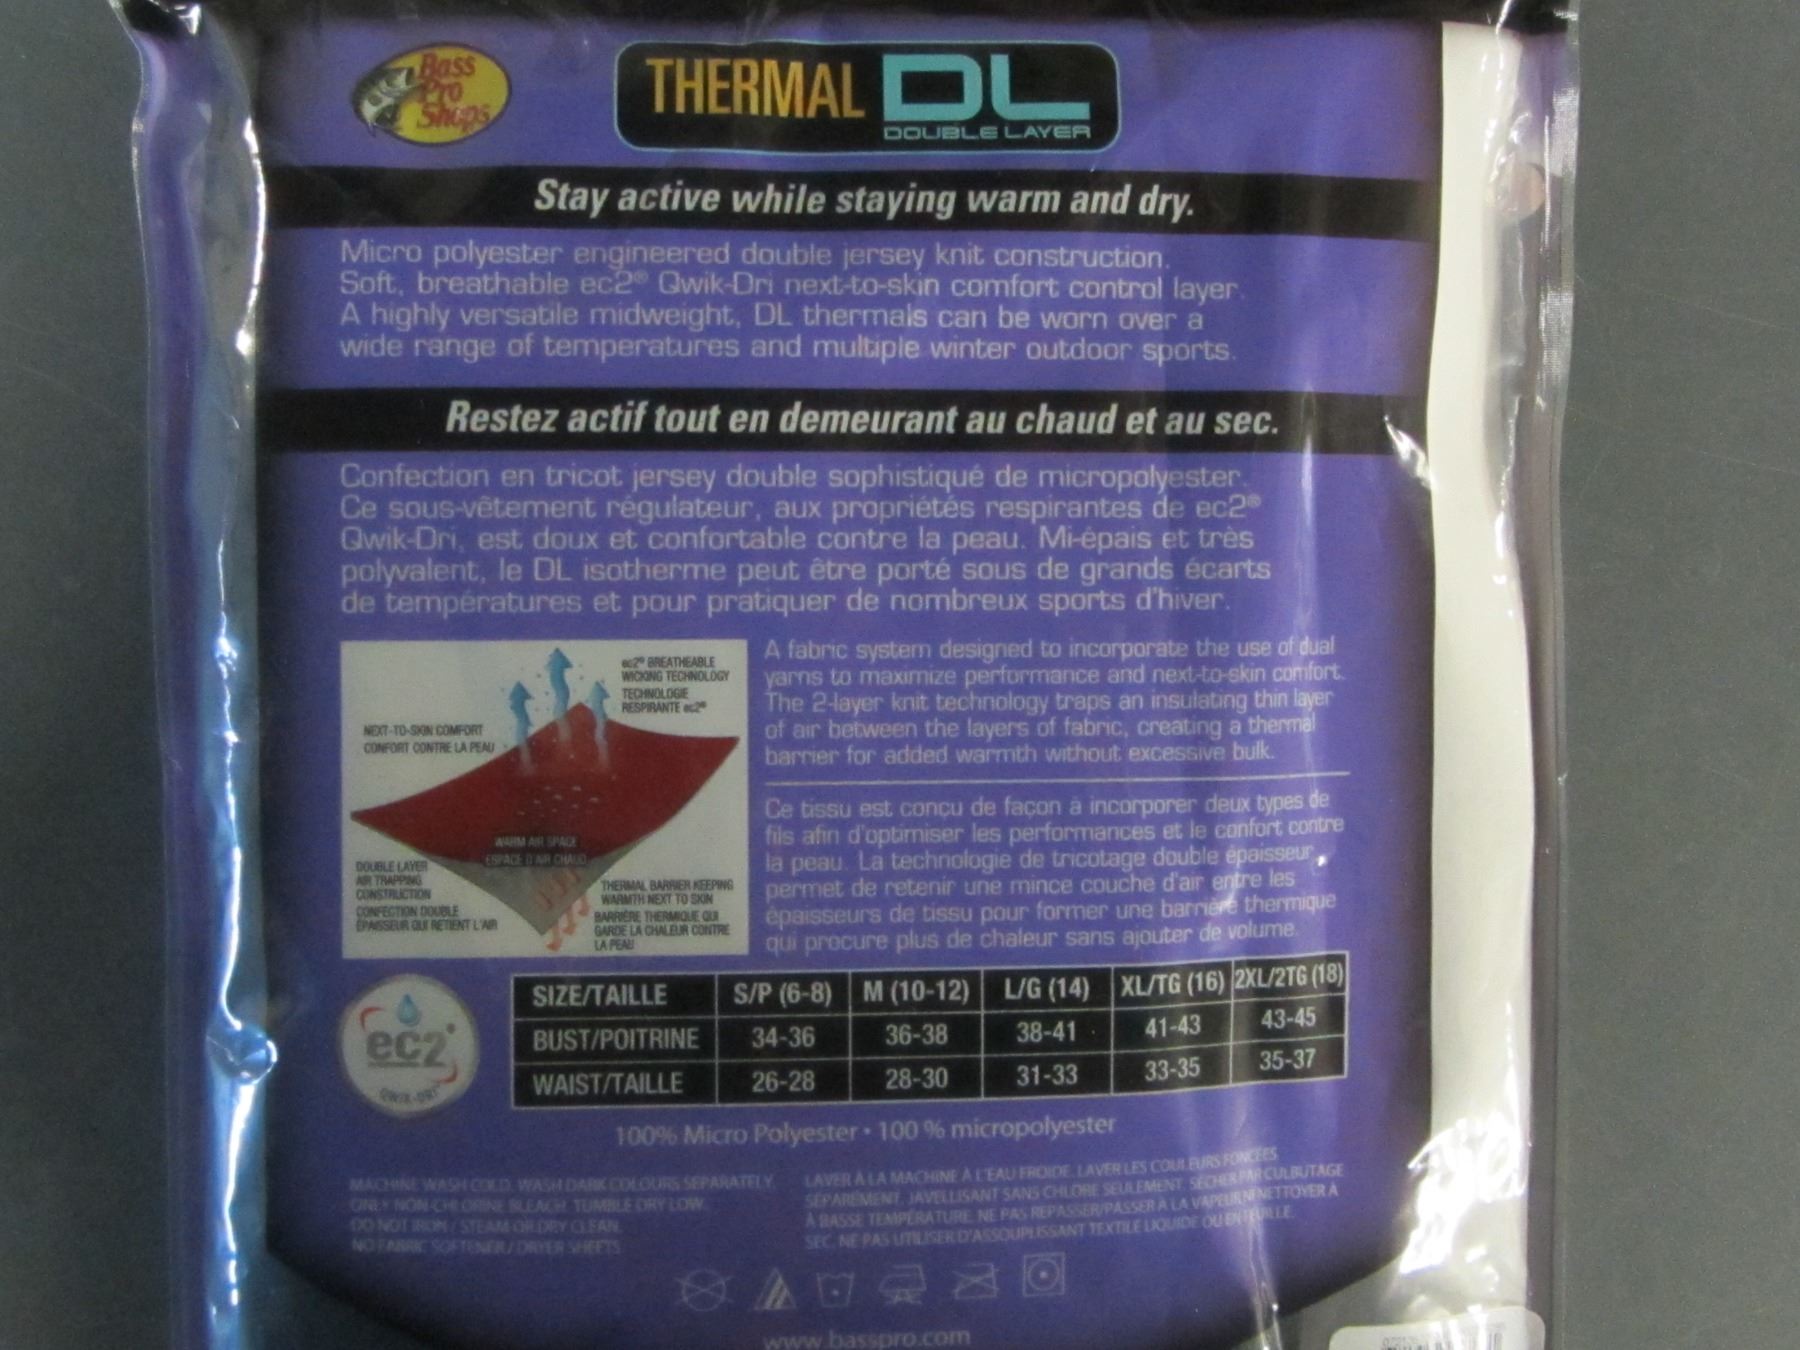 Bass
Pro
Shops
THERMAL DL
DOUBLE LAYER
Stay active while staying warm and dry.
Micro polyester engineered double jersey knit construction.
Soft, breathable ec2® Qwik-Dri next-to-skin comfort control layer.
A highly versatile midweight, DL thermals can be worn over a
wide range of temperatures and multiple winter outdoor sports.
Restez actif tout en demeurant au chaud et au sec.
Confection en tricot jersey double sophistiqué de micropolyester.
Ce sous-vêtement régulateur, aux propriétés respirantes de ec2®
Qwik-Dri, est doux et confortable contre la peau. Mi-épais et très
polyvalent, le DL isotherme peut être porté sous de grands écarts
de températures et pour pratiquer de nombreux sports d'hiver.
ec2® BREATHEABLE
WICKING TECHNOLOGY
TECHNOLOGIE
RESPIRANTE ec2®
NEXT-TO-SKIN COMFORT
CONFORT CONTRE LA PEAU
WARM AIR SPACE
ESPACE D'AIR CHAUD
DOUBLE LAYER
AIR TRAPPING
CONSTRUCTION
CONFECTION DOUBLE
ÉPAISSEUR QUI RETIENT L'AIR
THERMAL BARRIER KEEPING
WARMTH NEXT TO SKIN
BARRIÈRE THERMIQUE QUI
GARDE LA CHALEUR CONTRE
LA PEAU
A fabric system designed to incorporate the use of dual
yarns to maximize performance and next-to-skin comfort.
The 2-layer knit technology traps an insulating thin layer
of air between the layers of fabric, creating a thermal
barrier for added warmth without excessive bulk.
Ce tissu est conçu de façon à incorporer deux types de
fils afin d'optimiser les performances et le confort contre
la peau. La technologie de tricotage double épaisseur
permet de retenir une mince couche d'air entre les
épaisseurs de tissu pour former une barrière thermique
qui procure plus de chaleur sans ajouter de volume.
ec2®
QWIK-DRI
SIZE/TAILLE S/P (6-8) M (10-12) L/G (14) XL/TG (16) 2XL/2TG (18)
BUST/POITRINE 34-36 36-38 38-41 41-43 43-45
WAIST/TAILLE 26-28 28-30 31-33 33-35 35-37
100% Micro Polyester • 100 % micropolyester
MACHINE WASH COLD. WASH DARK COLOURS SEPARATELY.
ONLY NON-CHLORINE BLEACH. TUMBLE DRY LOW.
DO NOT IRON / STEAM OR DRY CLEAN.
NO FABRIC SOFTENER / DRYER SHEETS
LAVER À LA MACHINE À L'EAU FROIDE. LAVER LES COULEURS FONCÉES
SÉPARÉMENT. JAVELLISANT SANS CHLORE SEULEMENT. SÉCHER PAR CULBUTAGE
À BASSE TEMPÉRATURE. NE PAS REPASSER/PASSER À LA VAPEUR NI NETTOYER À
SEC. NE PAS UTILISER D'ASSOUPLISSANT TEXTILE LIQUIDE OU EN FEUILLE.
www.basspro.com